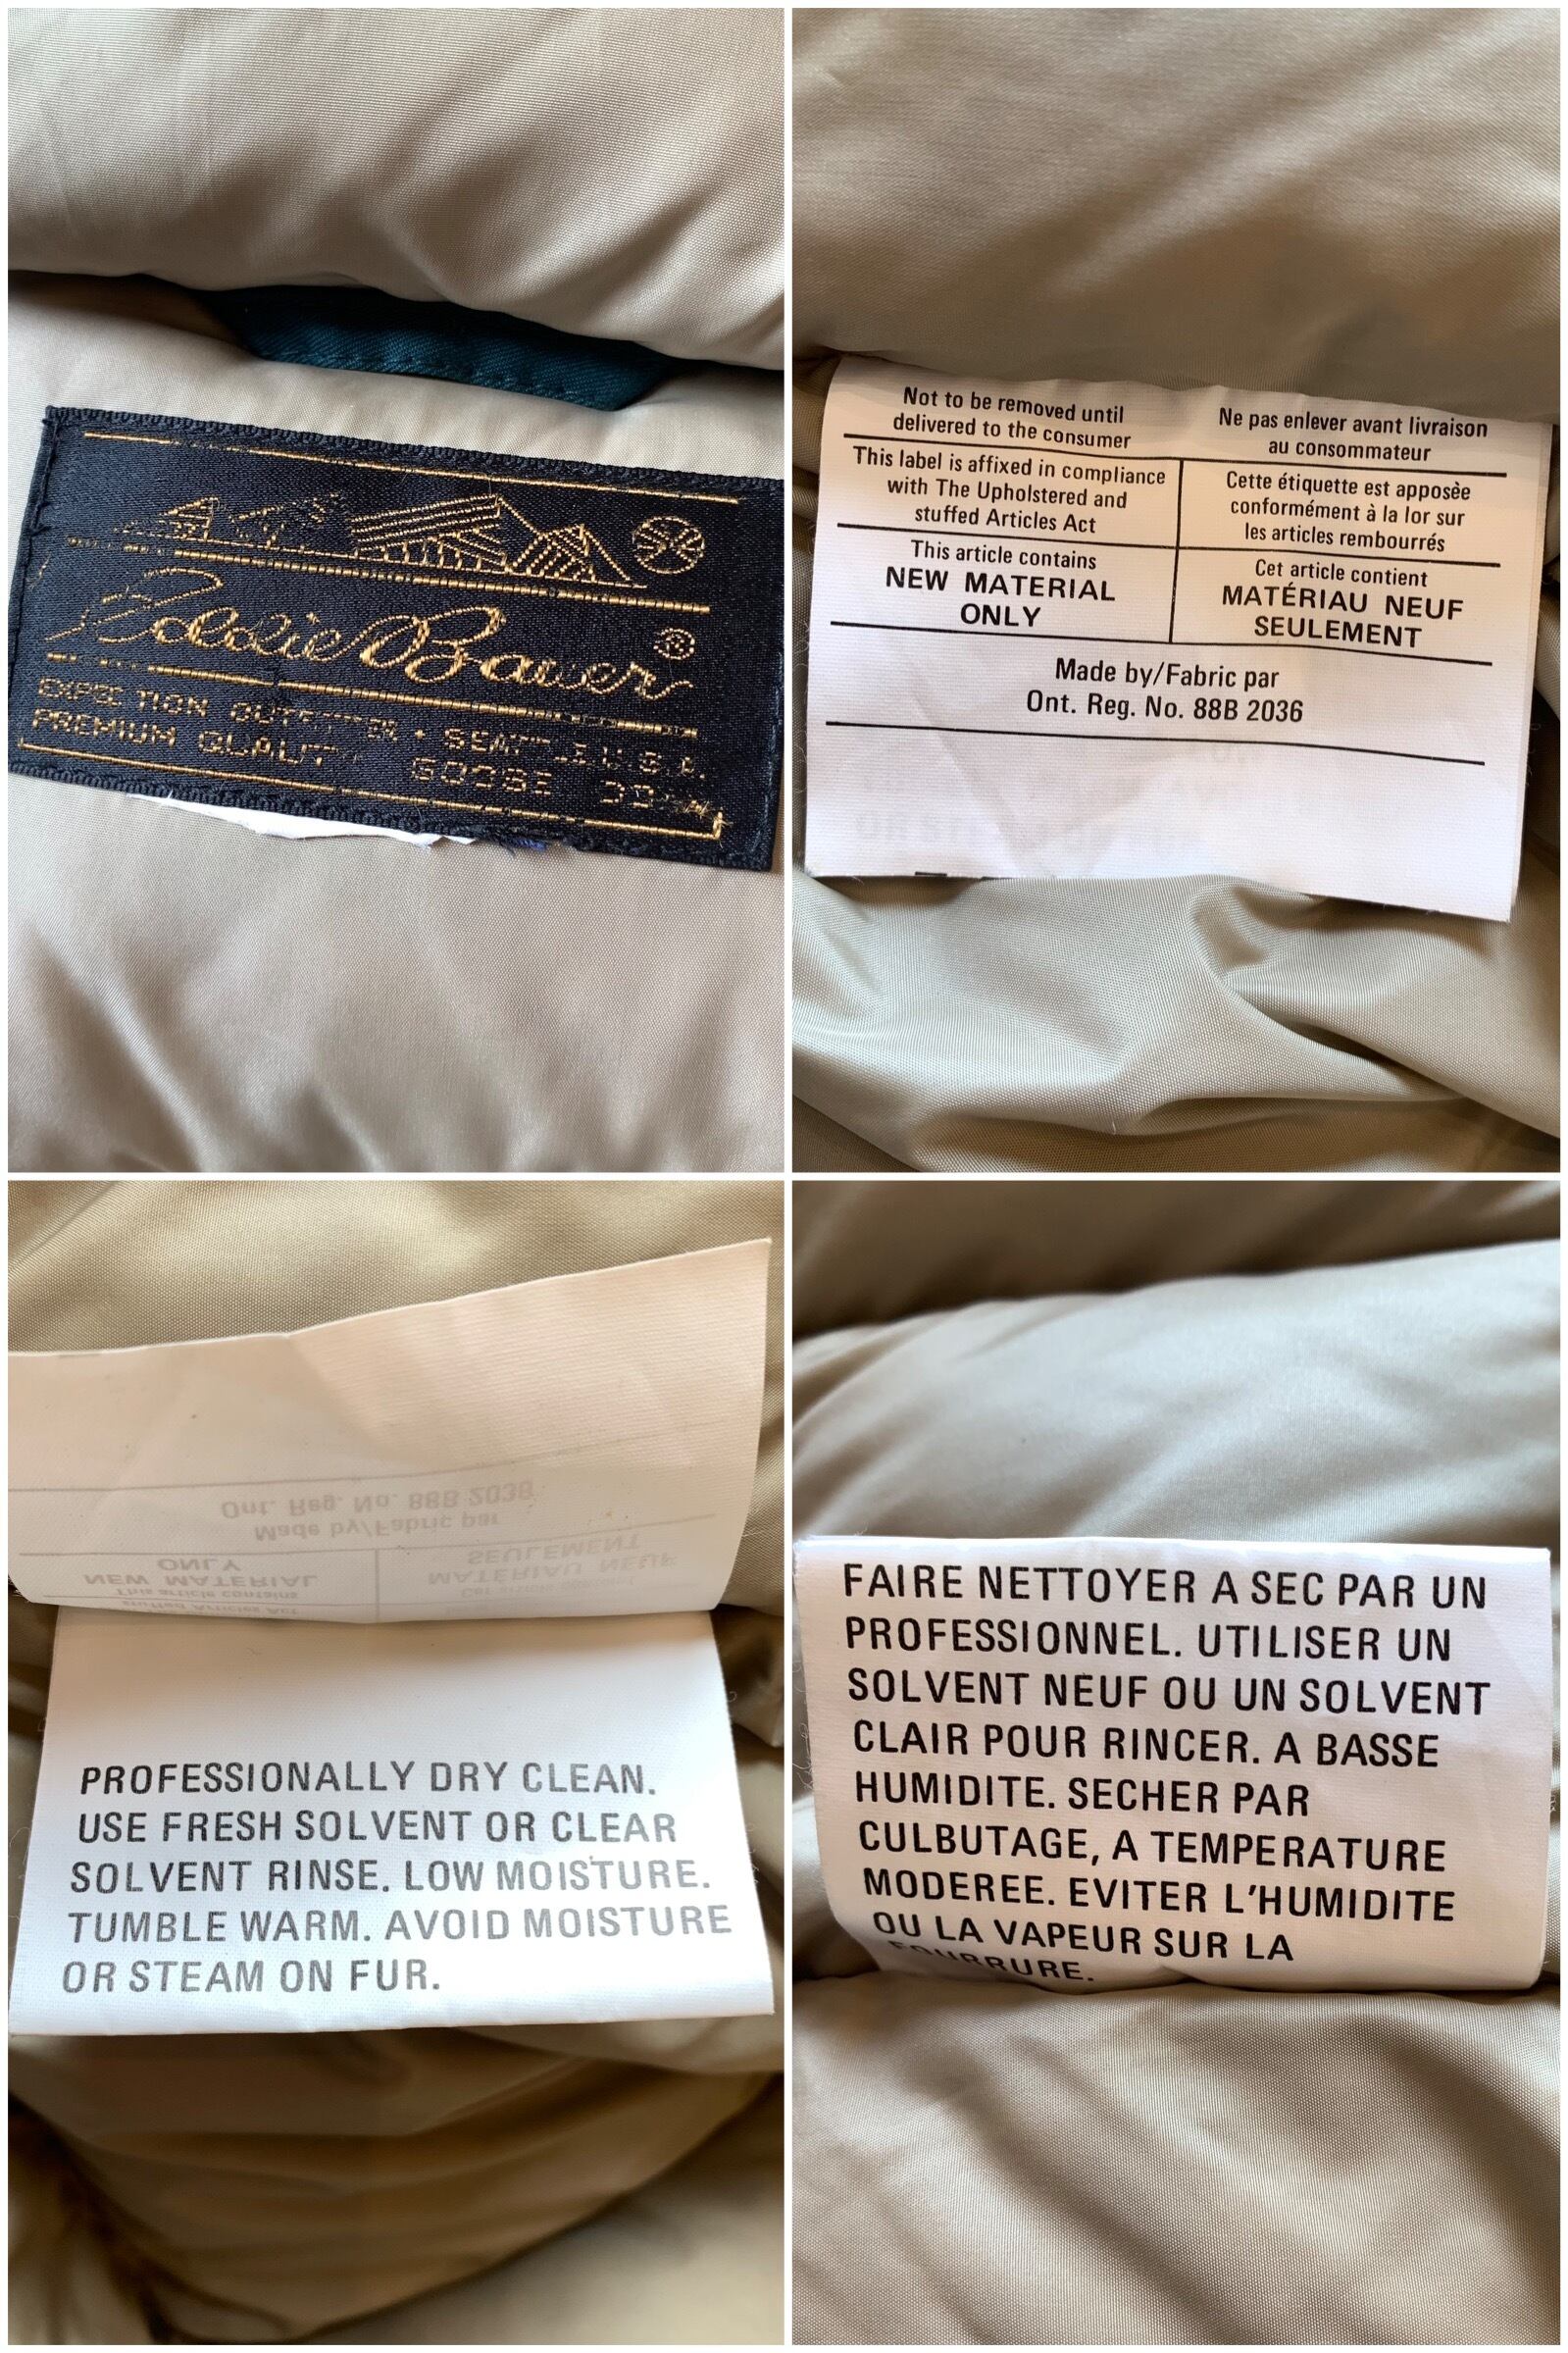 Eddie Bauer®
PREMIUM GOOSE
Not to be removed until
delivered to the consumer
Ne pas enlever avant livraison
au consommateur
This label is affixed in compliance
with The Upholstered and
stuffed Articles Act
Cette étiquette est apposèe
conformément à la lor sur
les articles rembourrés
This article contains
NEW MATERIAL
ONLY
Cet article contient
MATÉRIAU NEUF
SEULEMENT
Made by/Fabric par
Ont. Reg. No. 88B 2036
PROFESSIONALLY DRY CLEAN.
USE FRESH SOLVENT OR CLEAR
SOLVENT RINSE. LOW MOISTURE.
TUMBLE WARM. AVOID MOISTURE
OR STEAM ON FUR.
FAIRE NETTOYER A SEC PAR UN
PROFESSIONNEL. UTILISER UN
SOLVENT NEUF OU UN SOLVENT
CLAIR POUR RINCER. A BASSE
HUMIDITE. SECHER PAR
CULBUTAGE, A TEMPERATURE
MODEREE. EVITER L'HUMIDITE
OU LA VAPEUR SUR LA
FOURRURE.